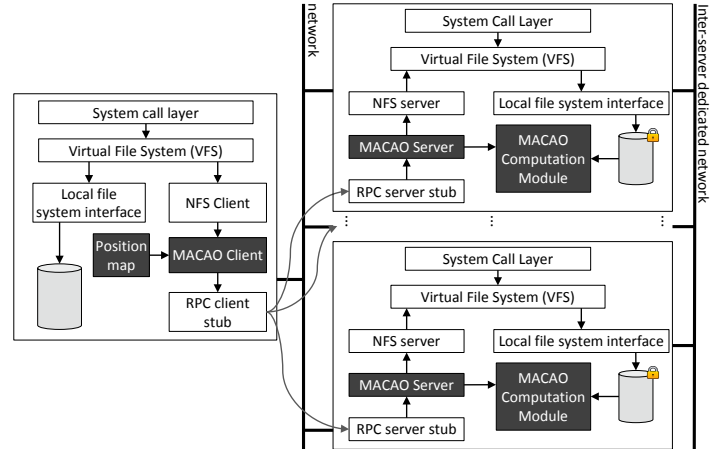 network
Inter-server dedicated network
System call layer
Virtual File System (VFS)
Local file
system interface
NFS Client
Position
map
MACAO Client
RPC client
stub
System Call Layer
Virtual File System (VFS)
NFS server
Local file system interface
MACAO Server
MACAO
Computation
Module
RPC server stub
...
...
...
System Call Layer
Virtual File System (VFS)
NFS server
Local file system interface
MACAO Server
MACAO
Computation
Module
RPC server stub